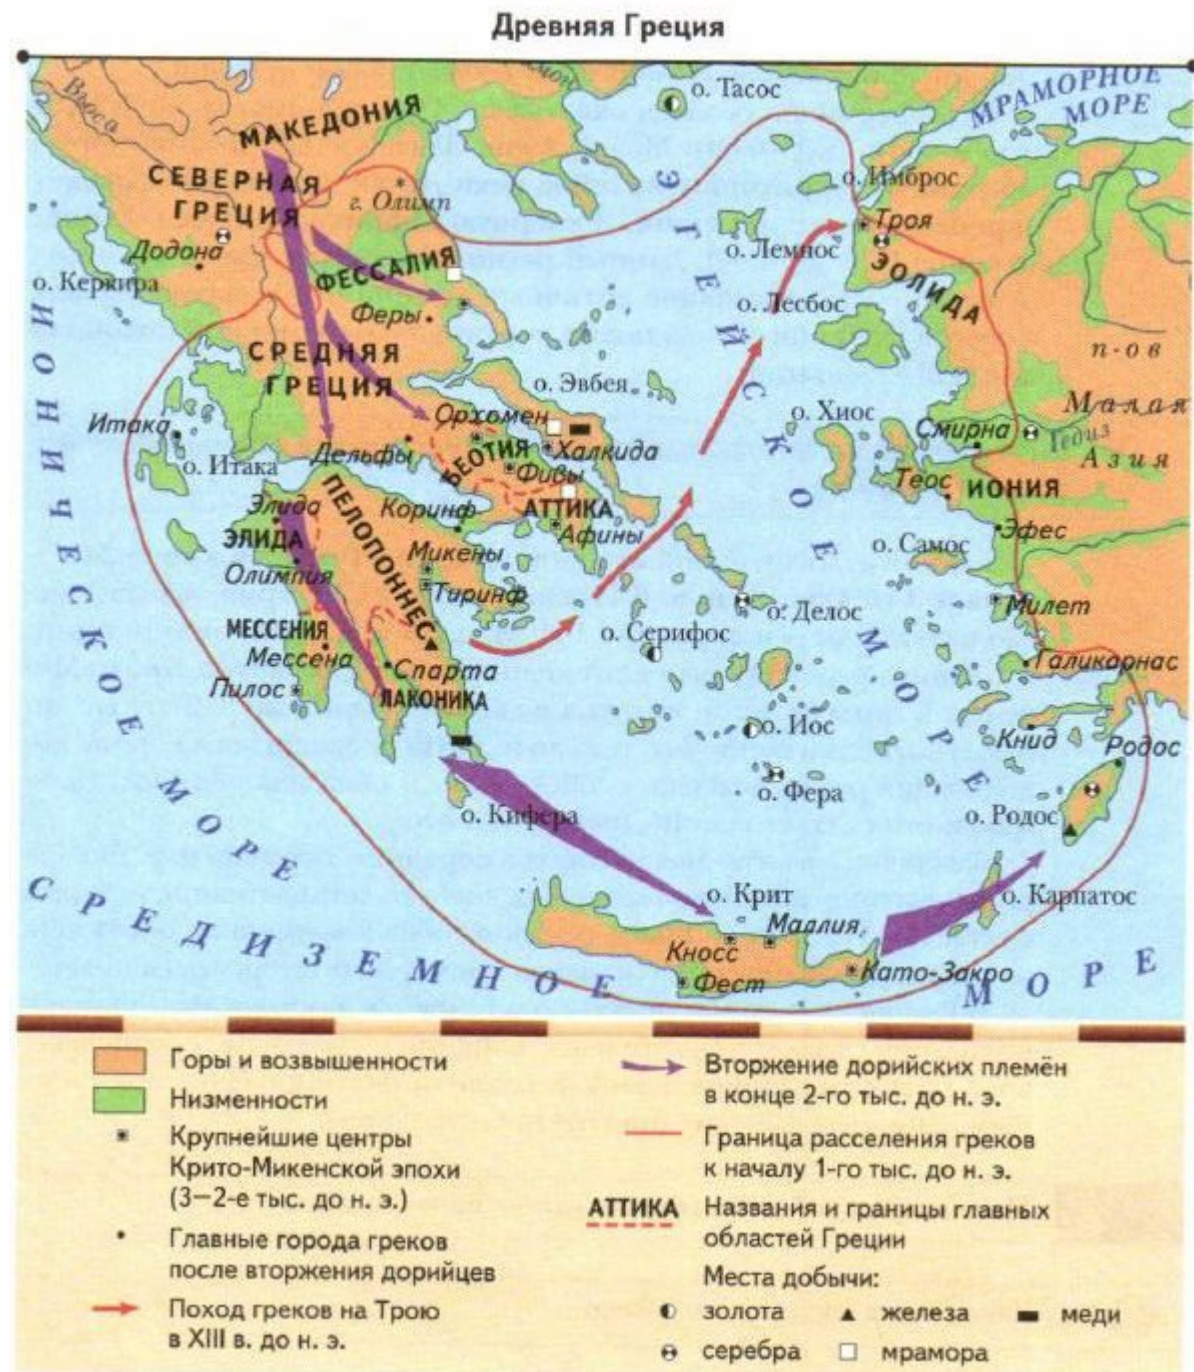 Древняя Греция
Вьоса
МАКЕДОНИЯ
о. Тасос
МРАМОРНОЕ
МОРЕ
СЕВЕРНАЯ
ГРЕЦИЯ
г. Олимп
о. Имброс
Троя
Додона
о. Лемнос
ЭОЛИДА
о. Керкира
ФЕССАЛИЯ
о. Лесбос
Феры
п-ов
СРЕДНЯЯ
ГРЕЦИЯ
о. Эвбея
Малая
Азия
Гедиз
Итака
Орхомен
о. Хиос
Смирна
о. Итака
Дельфы
БЕОТИЯ
Халкида
Фивы
Теос
ИОНИЯ
Элида
ПЕЛОПОННЕС
Коринф
АТТИКА
Афины
Эфес
ЭЛИДА
Микены
о. Самос
Олимпия
Тиринф
о. Делос
Милет
МЕССЕНИЯ
о. Серифос
Мессена
Спарта
Галикарнас
Пилос
ЛАКОНИКА
о. Иос
Книд
Родос
о. Фера
о. Кифера
о. Родос
ИОНИЧЕСКОЕ МОРЕ
ЭГЕЙСКОЕ МОРЕ
СРЕДИЗЕМНОЕ МОРЕ
о. Крит
о. Карпатос
Маллия
Кносс
Фест
Като-Закро
Горы и возвышенности
Низменности
Крупнейшие центры
Крито-Микенской эпохи
(3—2-е тыс. до н. э.)
Главные города греков
после вторжения дорийцев
Поход греков на Трою
в XIII в. до н. э.
Вторжение дорийских племён
в конце 2-го тыс. до н. э.
Граница расселения греков
к началу 1-го тыс. до н. э.
АТТИКА
Названия и границы главных
областей Греции
Места добычи:
золота
железа
меди
серебра
мрамора